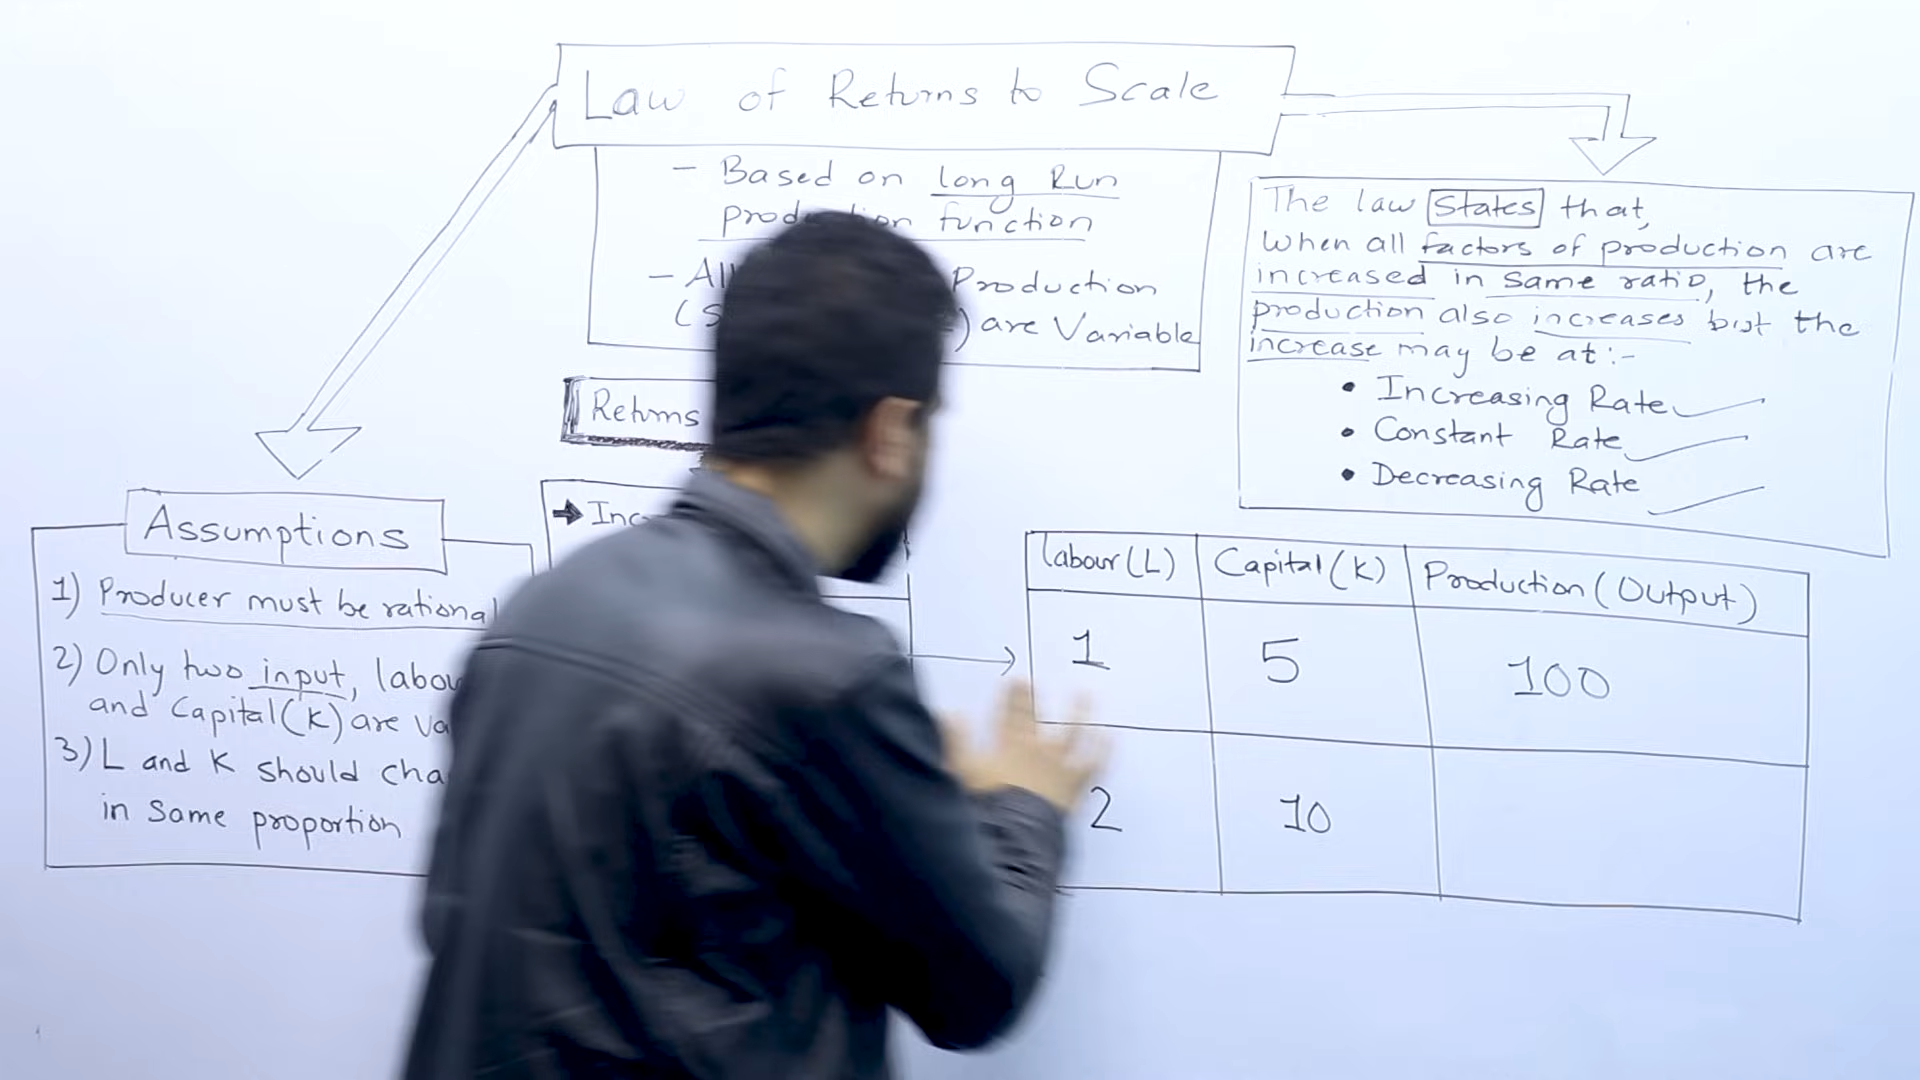 Law of Returns to Scale
- Based on long Run
production function
- All Production
(S ) are Variable
The law states that,
When all factors of production are
increased in same ratio, the
production also increases but the
increase may be at:-
• Increasing Rate
• Constant Rate
• Decreasing Rate
Returns
Assumptions
1) Producer must be rational
2) Only two input, labou
and Capital(K) are va
3) L and K should cha
in same proportion
→ Inc
Labour(L) Capital(K) Production (Output)
1 5 100
2 10